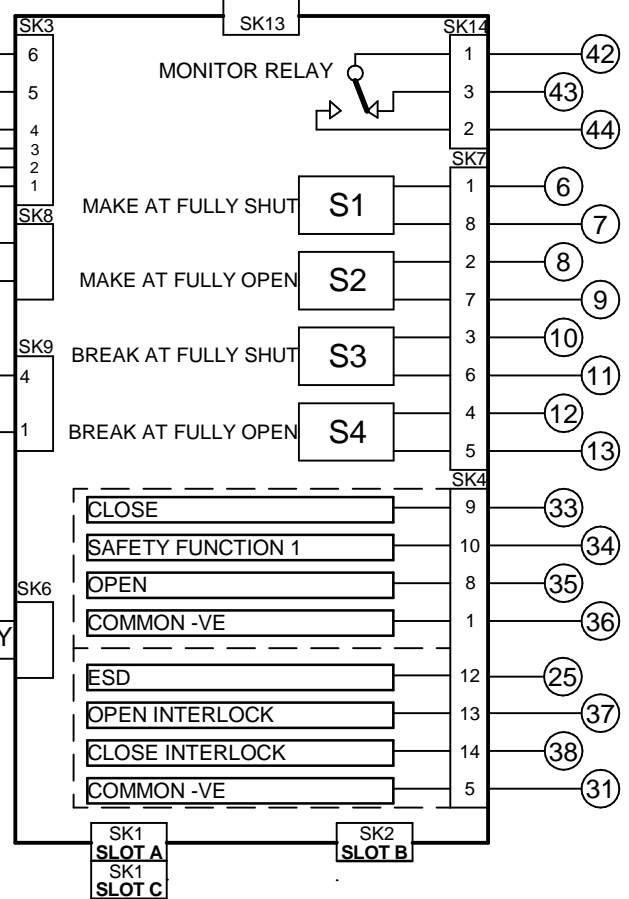 SK3
SK13
SK14
6
MONITOR RELAY
1
42
5
3
43
4
3
2
1
2
44
SK7
MAKE AT FULLY SHUT
S1
1
6
SK8
8
7
MAKE AT FULLY OPEN
S2
2
8
7
9
SK9
BREAK AT FULLY SHUT
S3
3
10
4
6
11
1
BREAK AT FULLY OPEN
S4
4
12
5
13
SK4
CLOSE
9
33
SAFETY FUNCTION 1
10
34
SK6
OPEN
8
35
COMMON -VE
1
36
Y
ESD
12
25
OPEN INTERLOCK
13
37
CLOSE INTERLOCK
14
38
COMMON -VE
5
31
SK1
SLOT A
SK2
SLOT B
SK1
SLOT C